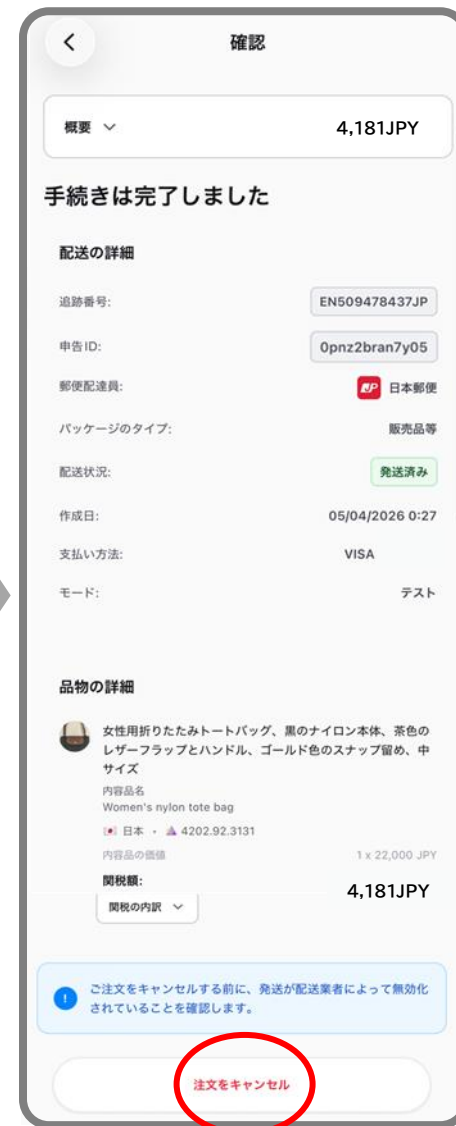 確認
概要
4,181JPY
手続きは完了しました
配送の詳細
追跡番号:
EN509478437JP
申告ID:
0pnz2bran7y05
郵便配達員:
JP 日本郵便
パッケージのタイプ:
販売品等
配送状況:
発送済み
作成日:
05/04/2026 0:27
支払い方法:
VISA
モード:
テスト
品物の詳細
女性用折りたたみトートバッグ、黒のナイロン本体、茶色の
レザーフラップとハンドル、ゴールド色のスナップ留め、中
サイズ
内容品名
Women's nylon tote bag
日本 ・ 4202.92.3131
内容品の価値
1 x 22,000 JPY
関税額:
4,181JPY
関税の内訳
ご注文をキャンセルする前に、発送が配送業者によって無効化
されていることを確認します。
注文をキャンセル